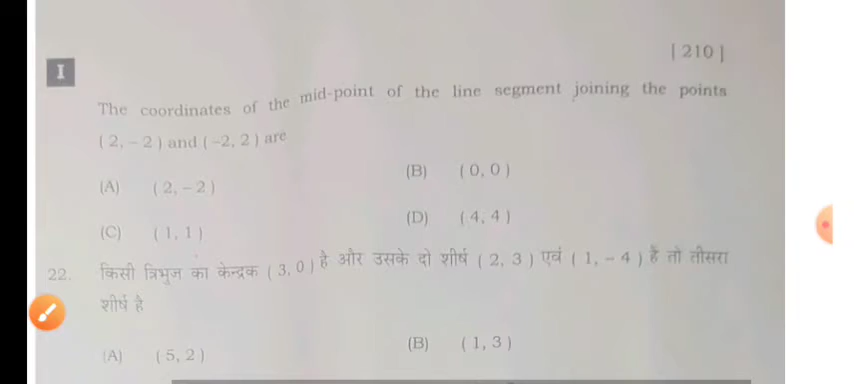 [ 210 ]
I
The coordinates of the mid-point of the line segment joining the points
( 2, – 2 ) and ( –2, 2 ) are
(A) ( 2, – 2 )
(B) ( 0, 0 )
(C) ( 1, 1 )
(D) ( 4, 4 )
22. किसी त्रिभुज का केन्द्रक ( 3, 0 ) है और उसके दो शीर्ष ( 2, 3 ) एवं ( 1, – 4 ) हैं तो तीसरा
शीर्ष है
(A) ( 5, 2 )
(B) ( 1, 3 )